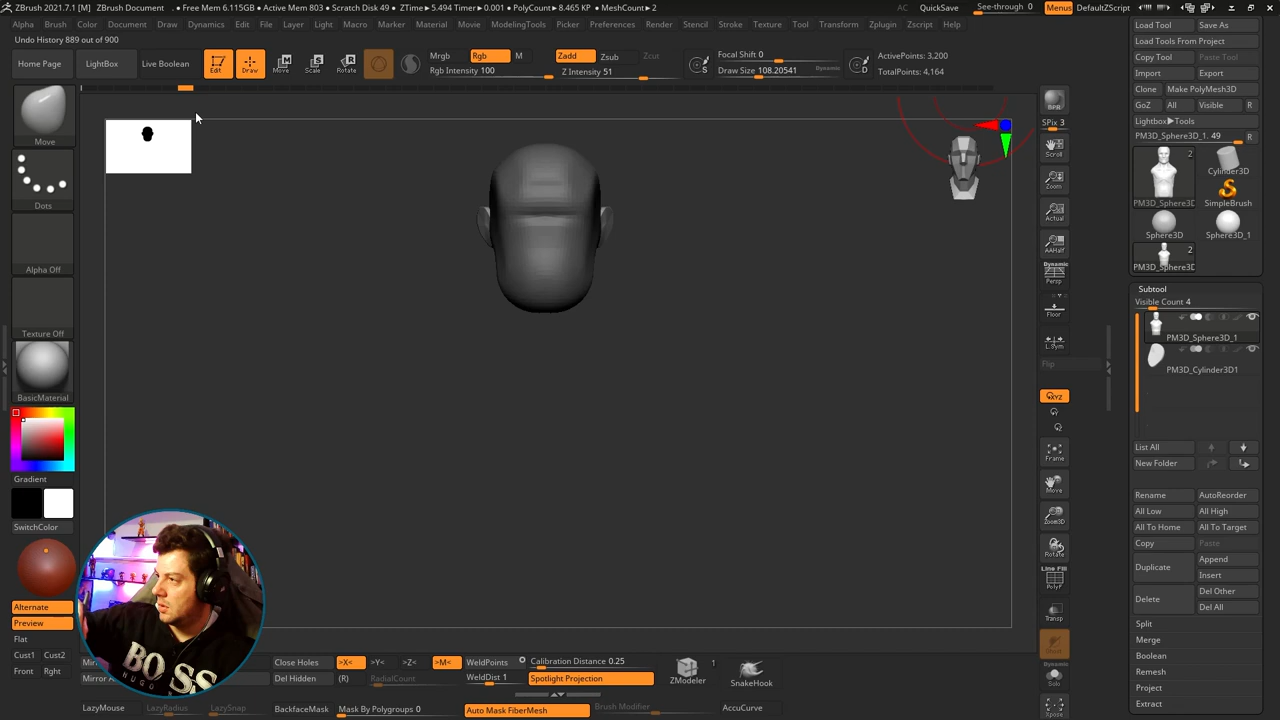 ZBrush 2021.7.1 [M] ZBrush Document . • Free Mem 6.115GB • Active Mem 803 • Scratch Disk 49 • ZTime▶5.494 Timer▶0.001 • PolyCount▶8.465 KP • MeshCount▶2 AC QuickSave See-through 0 Menus DefaultZScript
Alpha Brush Color Document Draw Dynamics Edit File Layer Light Macro Marker Material ModelingTools Movie Picker Preferences Render Stencil Stroke Texture Tool Transform Zplugin Zscript Help
Undo History 889 out of 900
Home Page LightBox Live Boolean Edit Draw Move Scale Rotate
Mrgb Rgb M Zadd Zsub Zcut Focal Shift 0 ActivePoints: 3,200
Rgb Intensity 100 Z Intensity 51 Draw Size 108.20541 Dynamic TotalPoints: 4,164
S D
Move
Dots
Alpha Off
Texture Off
BasicMaterial
Gradient
SwitchColor
Alternate
Preview
Flat
Cust1 Cust2
Front Rght
BOSS
HUGO
BPR
SPix 3
Scroll
Zoom
Actual
AAHalf
Dynamic
Persp
Floor
L.Sym
Flip
XYZ
Frame
Move
Zoom3D
Rotate
Line Fill
PolyF
Transp
Dynamic
Solo
Xpose
Load Tool Save As
Load Tools From Project
Copy Tool Paste Tool
Import Export
Clone Make PolyMesh3D
GoZ All Visible R
Lightbox▶Tools
PM3D_Sphere3D_1. 49 R
2
Cylinder3D
PM3D_Sphere3D SimpleBrush
Sphere3D Sphere3D_1
2
PM3D_Sphere3D
Subtool
Visible Count 4
PM3D_Sphere3D_1
PM3D_Cylinder3D1
List All
New Folder
Rename AutoReorder
All Low All High
All To Home All To Target
Copy Paste
Duplicate Append
Insert
Delete Del Other
Del All
Split
Merge
Boolean
Remesh
Project
Extract
Close Holes >X< >Y< >Z< >M< WeldPoints Calibration Distance 0.25
Del Hidden (R) RadialCount WeldDist 1 Spotlight Projection
ZModeler 1 SnakeHook
LazyMouse LazyRadius LazySnap BackfaceMask Mask By Polygroups 0 Auto Mask FiberMesh Brush Modifier AccuCurve